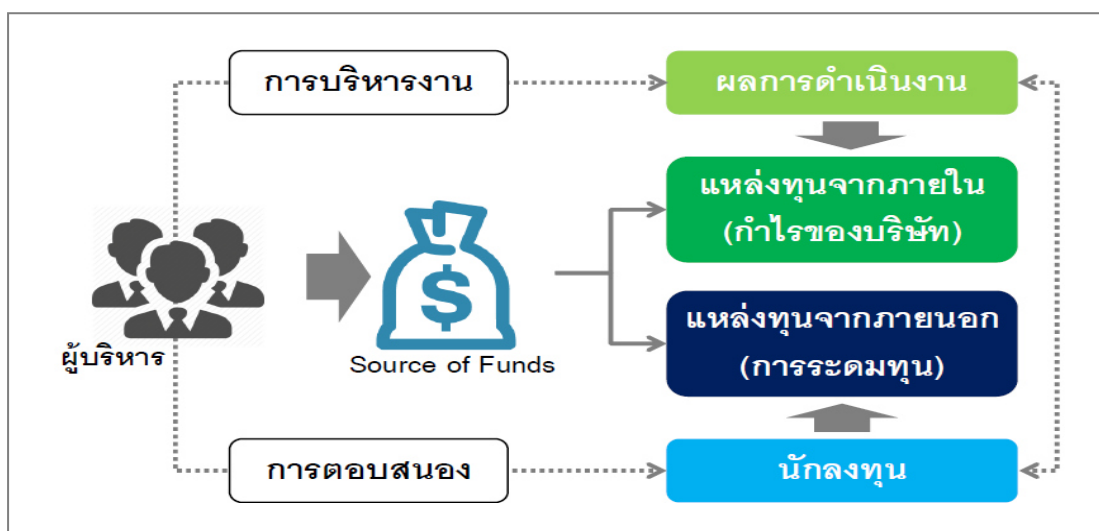 การบริหารงาน
ผลการดำเนินงาน
แหล่งทุนจากภายใน
(กำไรของบริษัท)
$
ผู้บริหาร
Source of Funds
แหล่งทุนจากภายนอก
(การระดมทุน)
การตอบสนอง
นักลงทุน